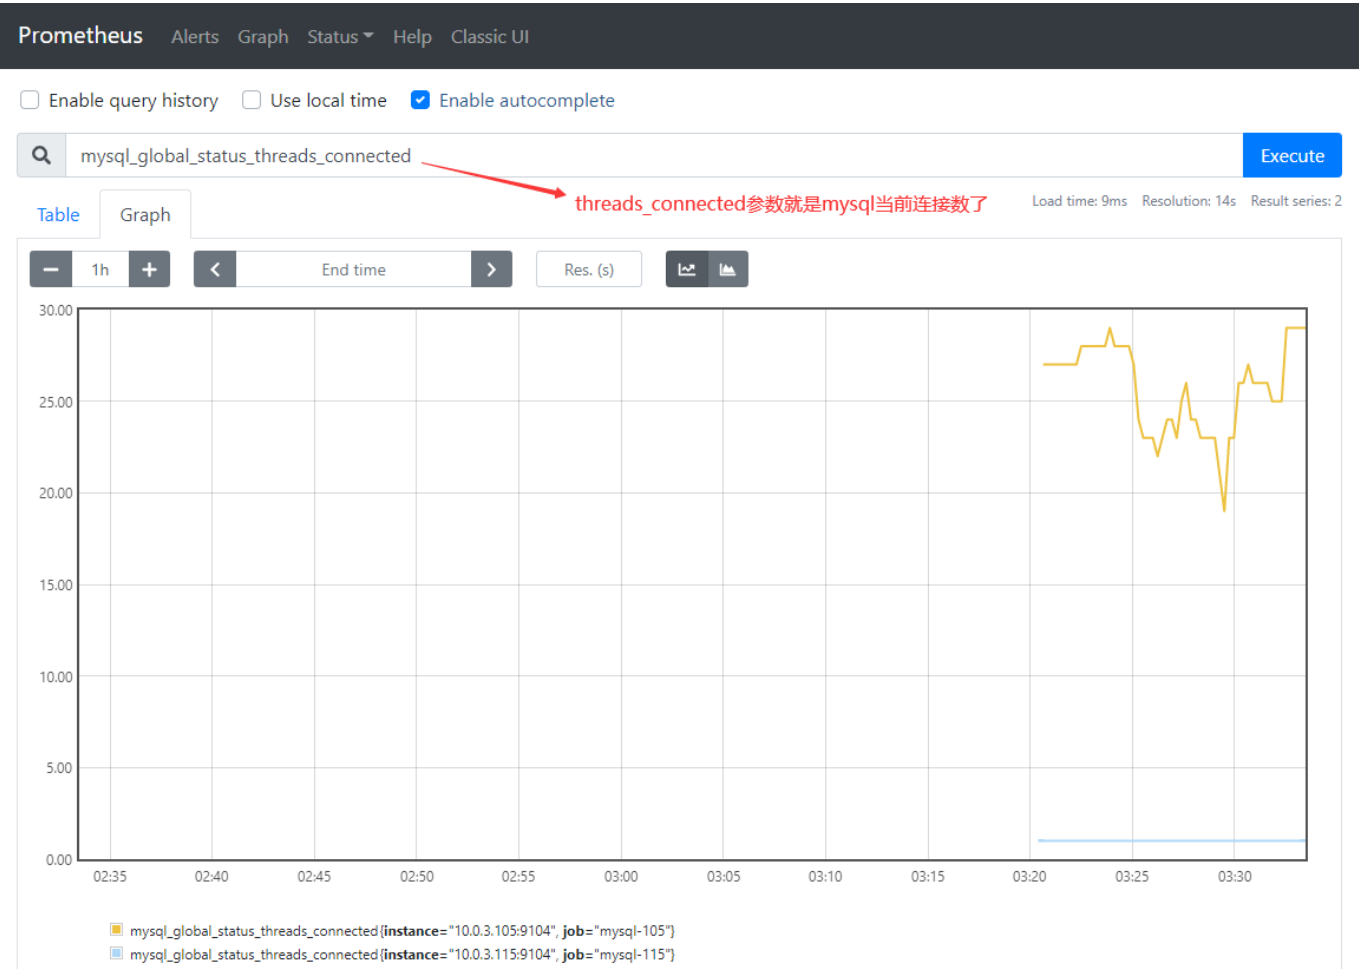 Prometheus Alerts Graph Status Help Classic UI
Enable query history Use local time Enable autocomplete
mysql_global_status_threads_connected Execute
threads_connected参数就是mysql当前连接数了
Load time: 9ms Resolution: 14s Result series: 2
Table Graph
1h End time Res. (s)
30.00
25.00
20.00
15.00
10.00
5.00
0.00
02:35 02:40 02:45 02:50 02:55 03:00 03:05 03:10 03:15 03:20 03:25 03:30
mysql_global_status_threads_connected{instance="10.0.3.105:9104", job="mysql-105"}
mysql_global_status_threads_connected{instance="10.0.3.115:9104", job="mysql-115"}